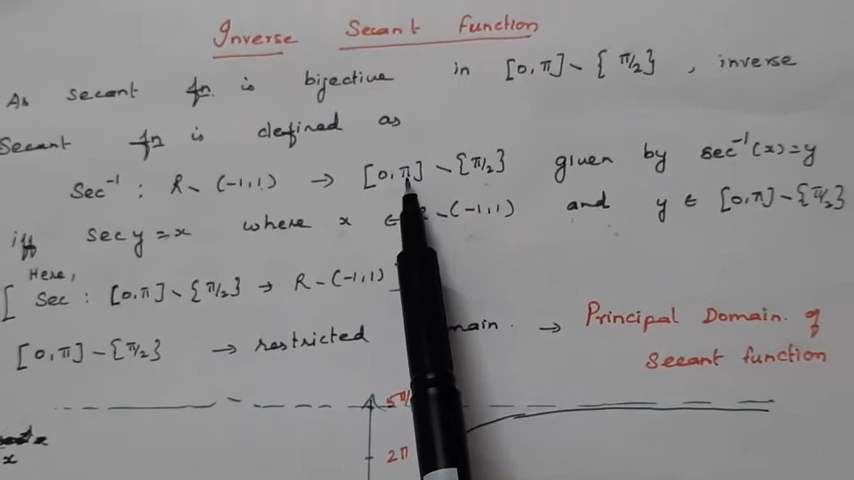 Inverse Secant Function
As secant fn is bijective in [0, π] \ { π/2 } , inverse
Secant fn is defined as
Sec⁻¹ : R \ (-1,1) → [0, π] \ {π/2} given by sec⁻¹(x)=y
iff sec y = x where x ∈ R \ (-1,1) and y ∈ [0,π] - {π/2}
Here,
[ Sec : [0,π] \ {π/2} → R - (-1,1)
[0,π] - {π/2} → restricted main . → Principal Domain of
Secant function
5π/
2π
x